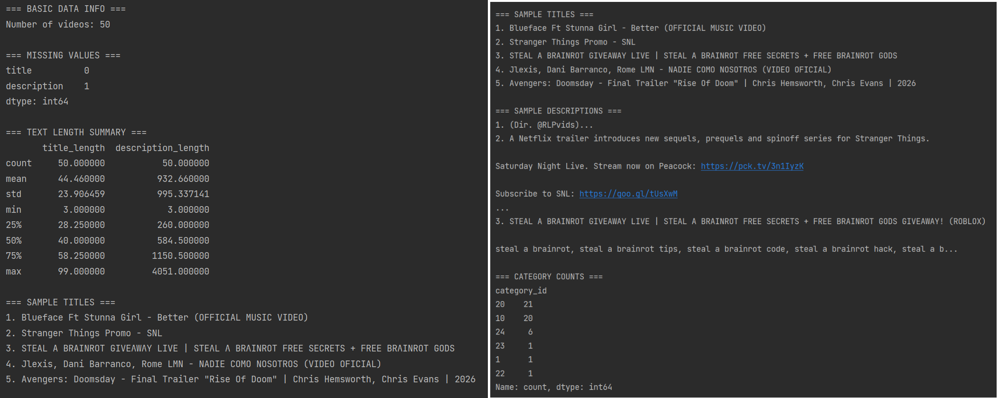 === BASIC DATA INFO ===
Number of videos: 50
=== MISSING VALUES ===
title          0
description    1
dtype: int64
=== TEXT LENGTH SUMMARY ===
       title_length  description_length
count     50.000000           50.000000
mean      44.460000          932.660000
std       23.906459          995.337141
min        3.000000            3.000000
25%       28.250000          260.000000
50%       40.000000          584.500000
75%       58.250000         1150.500000
max       99.000000         4051.000000
=== SAMPLE TITLES ===
1. Blueface Ft Stunna Girl - Better (OFFICIAL MUSIC VIDEO)
2. Stranger Things Promo - SNL
3. STEAL A BRAINROT GIVEAWAY LIVE | STEAL A BRAINROT FREE SECRETS + FREE BRAINROT GODS
4. Jlexis, Dani Barranco, Rome LMN - NADIE COMO NOSOTROS (VIDEO OFICIAL)
5. Avengers: Doomsday - Final Trailer "Rise Of Doom" | Chris Hemsworth, Chris Evans | 2026
=== SAMPLE TITLES ===
1. Blueface Ft Stunna Girl - Better (OFFICIAL MUSIC VIDEO)
2. Stranger Things Promo - SNL
3. STEAL A BRAINROT GIVEAWAY LIVE | STEAL A BRAINROT FREE SECRETS + FREE BRAINROT GODS
4. Jlexis, Dani Barranco, Rome LMN - NADIE COMO NOSOTROS (VIDEO OFICIAL)
5. Avengers: Doomsday - Final Trailer "Rise Of Doom" | Chris Hemsworth, Chris Evans | 2026
=== SAMPLE DESCRIPTIONS ===
1. (Dir. @RLPvids)...
2. A Netflix trailer introduces new sequels, prequels and spinoff series for Stranger Things.
Saturday Night Live. Stream now on Peacock: https://pck.tv/3n1IyzK
Subscribe to SNL: https://goo.gl/tUsXwM
...
3. STEAL A BRAINROT GIVEAWAY LIVE | STEAL A BRAINROT FREE SECRETS + FREE BRAINROT GODS GIVEAWAY! (ROBLOX)
steal a brainrot, steal a brainrot tips, steal a brainrot code, steal a brainrot hack, steal a b...
=== CATEGORY COUNTS ===
category_id
20    21
10    20
24     6
23     1
1      1
22     1
Name: count, dtype: int64